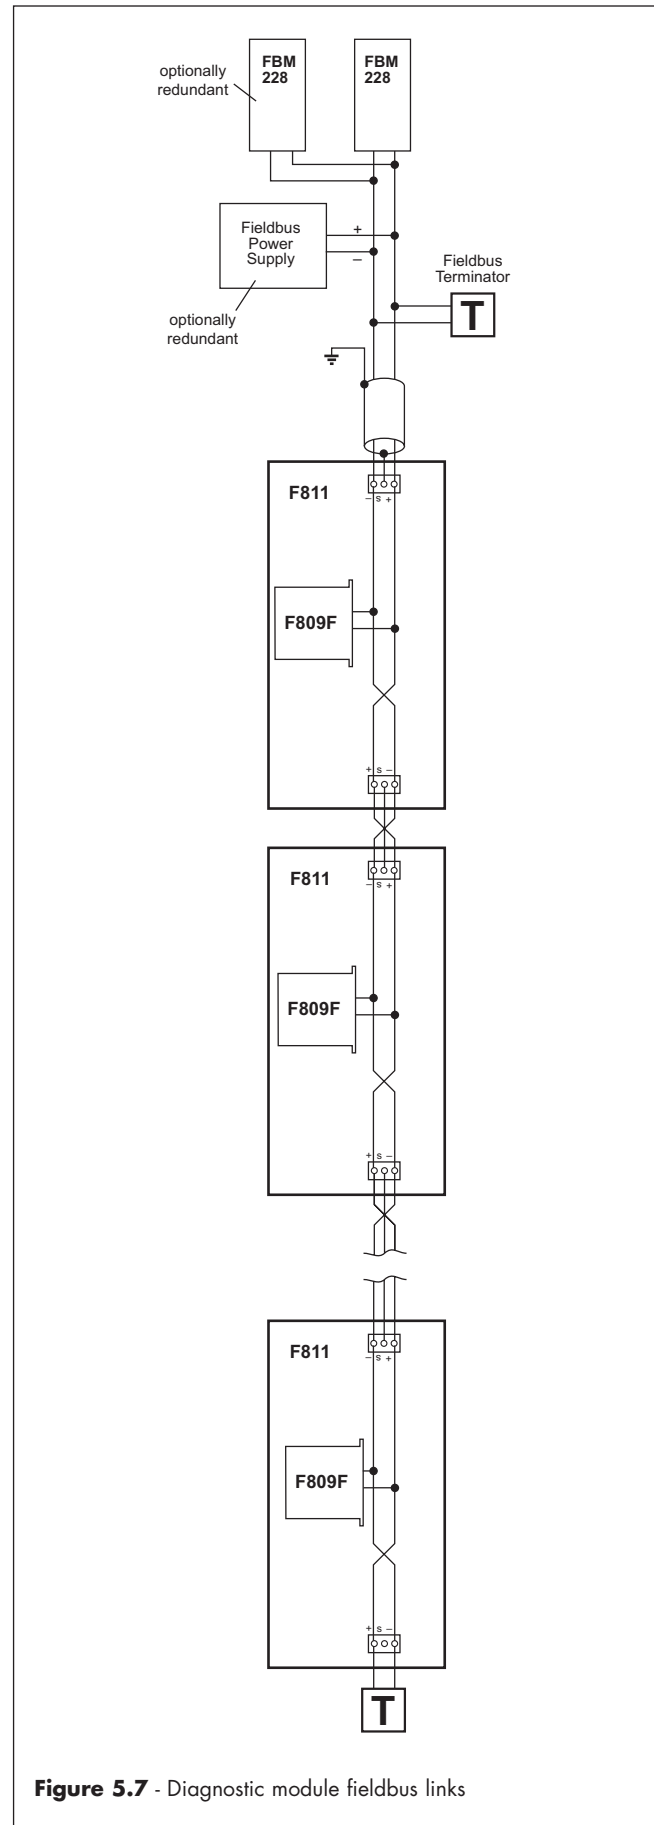 FBM
228
FBM
228
optionally
redundant
Fieldbus
Power
Supply
+
–
optionally
redundant
Fieldbus
Terminator
T
F811
– S +
F809F
+ S –
F811
– S +
F809F
+ S –
F811
– S +
F809F
+ S –
T
Figure 5.7 - Diagnostic module fieldbus links